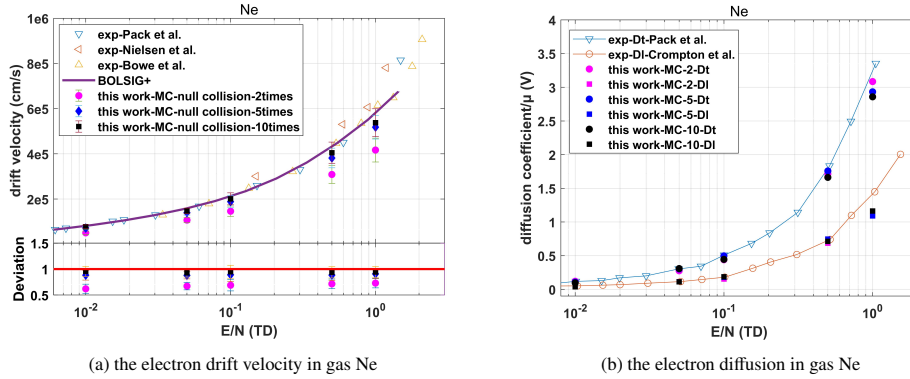 Ne
1e6
8e5
6e5
4e5
2e5
drift velocity (cm/s)
exp-Pack et al.
exp-Nielsen et al.
exp-Bowe et al.
BOLSIG+
this work-MC-null collision-2times
this work-MC-null collision-5times
this work-MC-null collision-10times
1.5
1
0.5
Deviation
10^-2
10^-1
10^0
E/N (TD)
(a) the electron drift velocity in gas Ne
Ne
4
3.5
3
2.5
2
1.5
1
0.5
0
diffusion coefficient/μ (V)
exp-Dt-Pack et al.
exp-Dl-Crompton et al.
this work-MC-2-Dt
this work-MC-2-Dl
this work-MC-5-Dt
this work-MC-5-Dl
this work-MC-10-Dt
this work-MC-10-Dl
10^-2
10^-1
10^0
E/N (TD)
(b) the electron diffusion in gas Ne